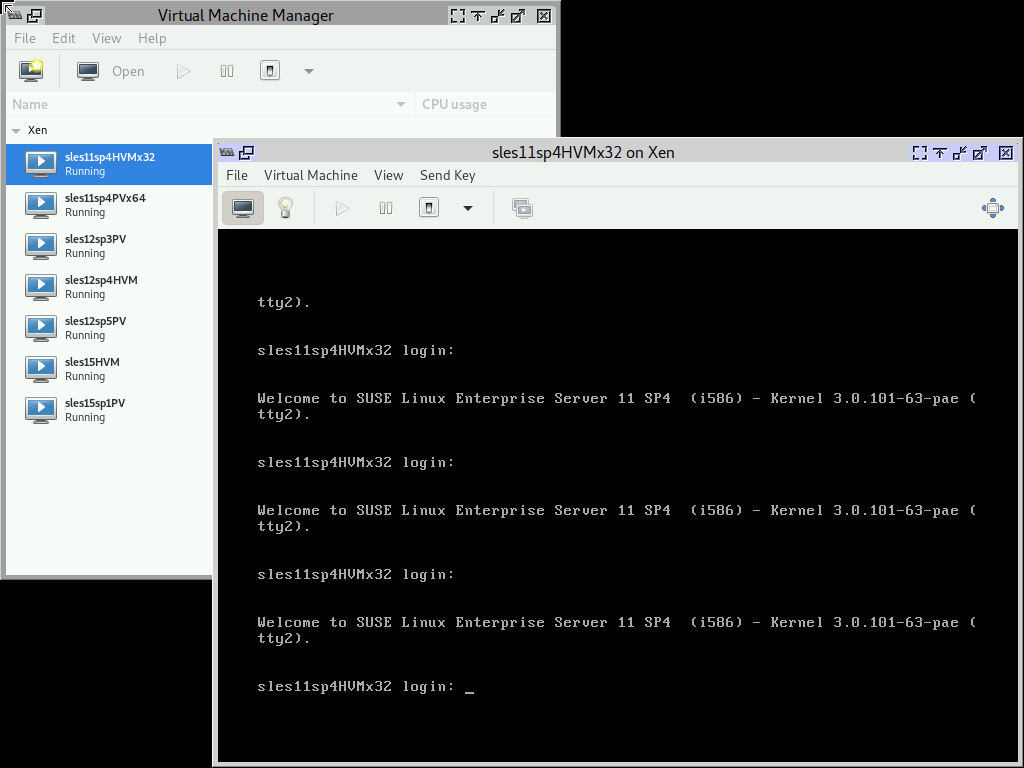 Virtual Machine Manager
File Edit View Help
Open
Name CPU usage
Xen
sles11sp4HVMx32
Running
sles11sp4PVx64
Running
sles12sp3PV
Running
sles12sp4HVM
Running
sles12sp5PV
Running
sles15HVM
Running
sles15sp1PV
Running
sles11sp4HVMx32 on Xen
File Virtual Machine View Send Key
tty2).
sles11sp4HVMx32 login:
Welcome to SUSE Linux Enterprise Server 11 SP4  (i586) - Kernel 3.0.101-63-pae (
tty2).
sles11sp4HVMx32 login:
Welcome to SUSE Linux Enterprise Server 11 SP4  (i586) - Kernel 3.0.101-63-pae (
tty2).
sles11sp4HVMx32 login:
Welcome to SUSE Linux Enterprise Server 11 SP4  (i586) - Kernel 3.0.101-63-pae (
tty2).
sles11sp4HVMx32 login: _